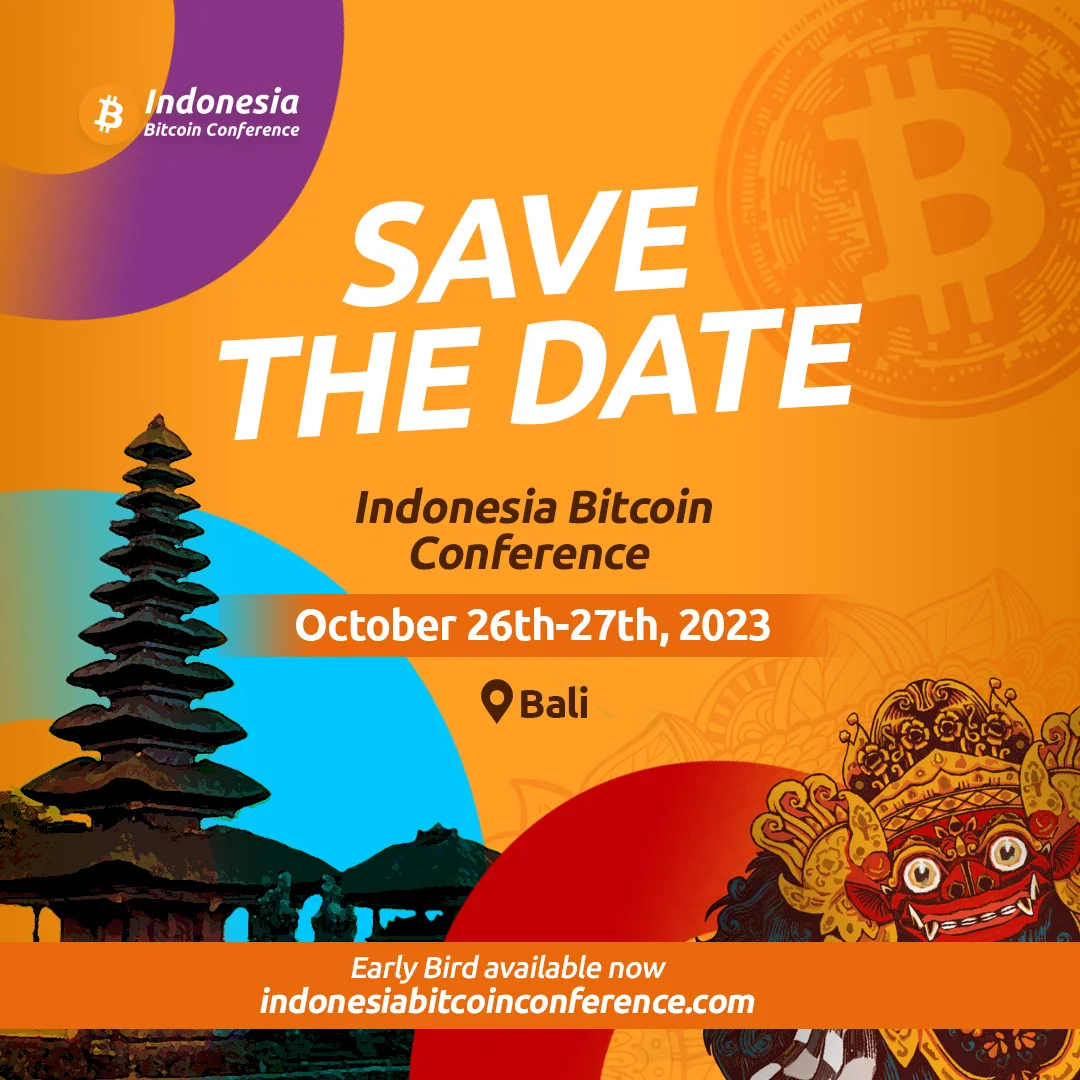 Indonesia
Bitcoin Conference
SAVE
THE DATE
Indonesia Bitcoin
Conference
October 26th-27th, 2023
Bali
Early Bird available now
indonesiabitcoinconference.com